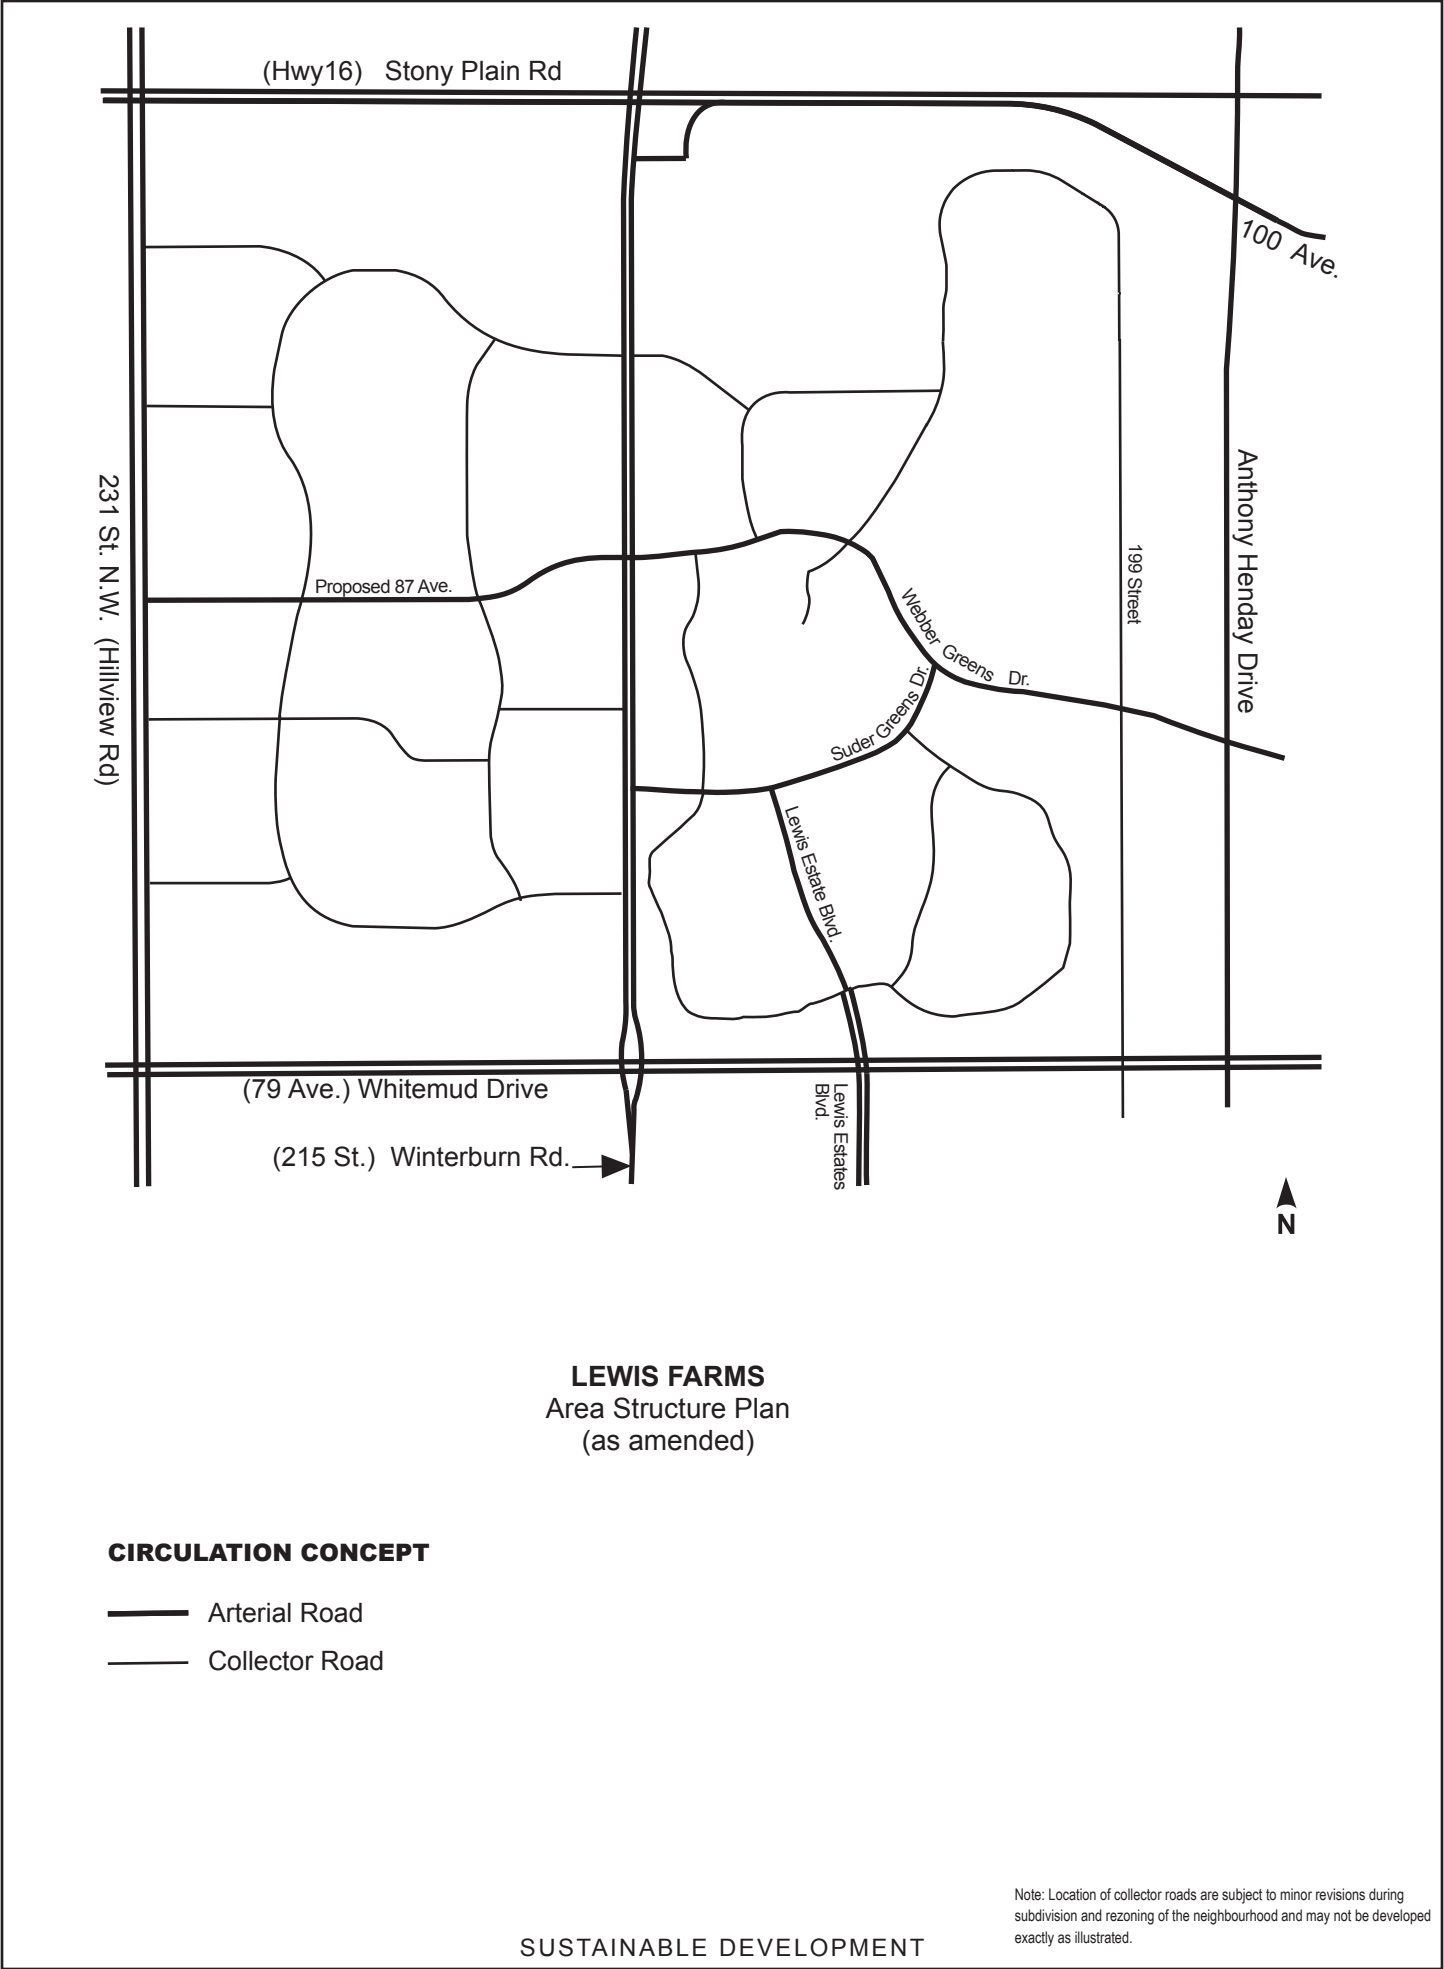 (Hwy16) Stony Plain Rd
100 Ave.
231 St. N.W. (Hillview Rd)
Anthony Henday Drive
199 Street
Proposed 87 Ave.
Webber Greens Dr.
Suder Greens Dr.
Lewis Estate Blvd.
(79 Ave.) Whitemud Drive
Lewis Estates
Blvd.
(215 St.) Winterburn Rd.
N
LEWIS FARMS
Area Structure Plan
(as amended)
CIRCULATION CONCEPT
Arterial Road
Collector Road
Note: Location of collector roads are subject to minor revisions during
subdivision and rezoning of the neighbourhood and may not be developed
exactly as illustrated.
SUSTAINABLE DEVELOPMENT